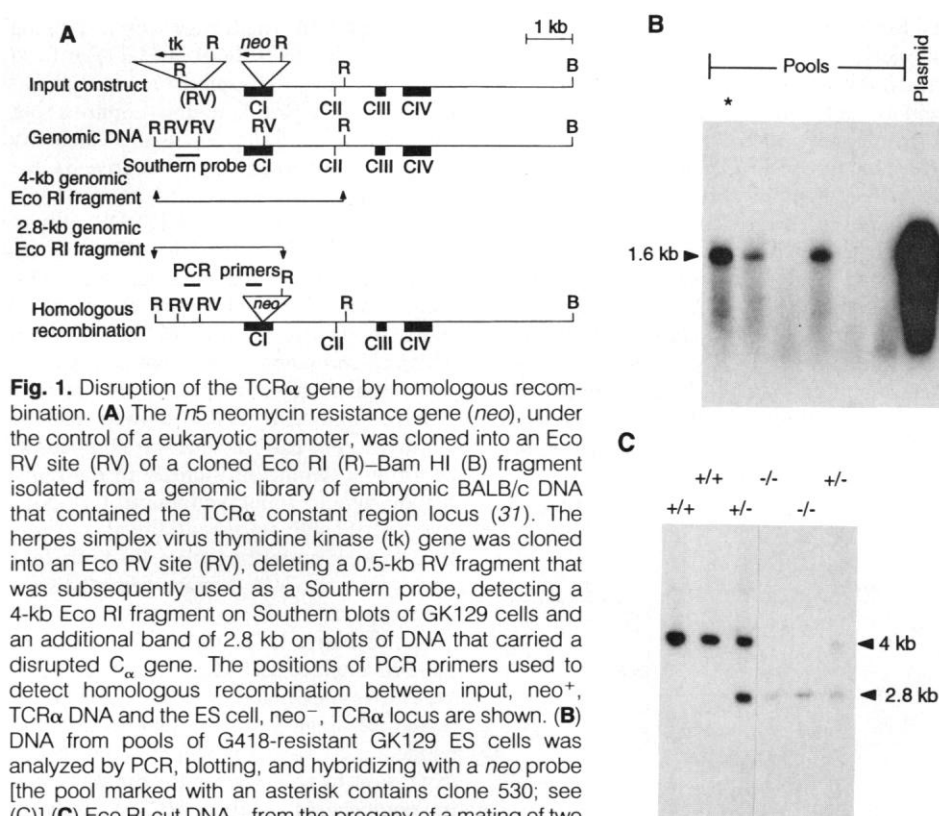 A
1 kb
tk
R
neo
R
R
R
B
Input construct
(RV)
CI
CII
CIII
CIV
Genomic DNA
R RV RV
RV
R
B
Southern probe
CI
CII
CIII
CIV
4-kb genomic
Eco RI fragment
2.8-kb genomic
Eco RI fragment
PCR primers
R
R RV RV
neo
R
B
Homologous
recombination
CI
CII
CIII
CIV
B
Pools
Plasmid
*
1.6 kb
Fig. 1. Disruption of the TCRα gene by homologous recom-
bination. (A) The Tn5 neomycin resistance gene (neo), under
the control of a eukaryotic promoter, was cloned into an Eco
RV site (RV) of a cloned Eco RI (R)–Bam HI (B) fragment
isolated from a genomic library of embryonic BALB/c DNA
that contained the TCRα constant region locus (31). The
herpes simplex virus thymidine kinase (tk) gene was cloned
into an Eco RV site (RV), deleting a 0.5-kb RV fragment that
was subsequently used as a Southern probe, detecting a
4-kb Eco RI fragment on Southern blots of GK129 cells and
an additional band of 2.8 kb on blots of DNA that carried a
disrupted Cα gene. The positions of PCR primers used to
detect homologous recombination between input, neo⁺,
TCRα DNA and the ES cell, neo⁻, TCRα locus are shown. (B)
DNA from pools of G418-resistant GK129 ES cells was
analyzed by PCR, blotting, and hybridizing with a neo probe
[the pool marked with an asterisk contains clone 530; see
(C)] (C) Eco RI cut DNA from the progeny of a mating of two
C
+/+ -/- +/-
+/+ +/- -/-
4 kb
2.8 kb